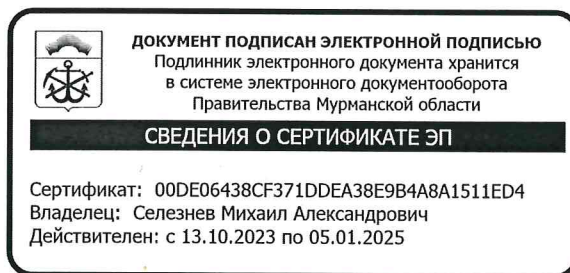 ДОКУМЕНТ ПОДПИСАН ЭЛЕКТРОННОЙ ПОДПИСЬЮ
Подлинник электронного документа хранится
в системе электронного документооборота
Правительства Мурманской области
СВЕДЕНИЯ О СЕРТИФИКАТЕ ЭП
Сертификат: 00DE06438CF371DDEA38E9B4A8A1511ED4
Владелец: Селезнев Михаил Александрович
Действителен: с 13.10.2023 по 05.01.2025